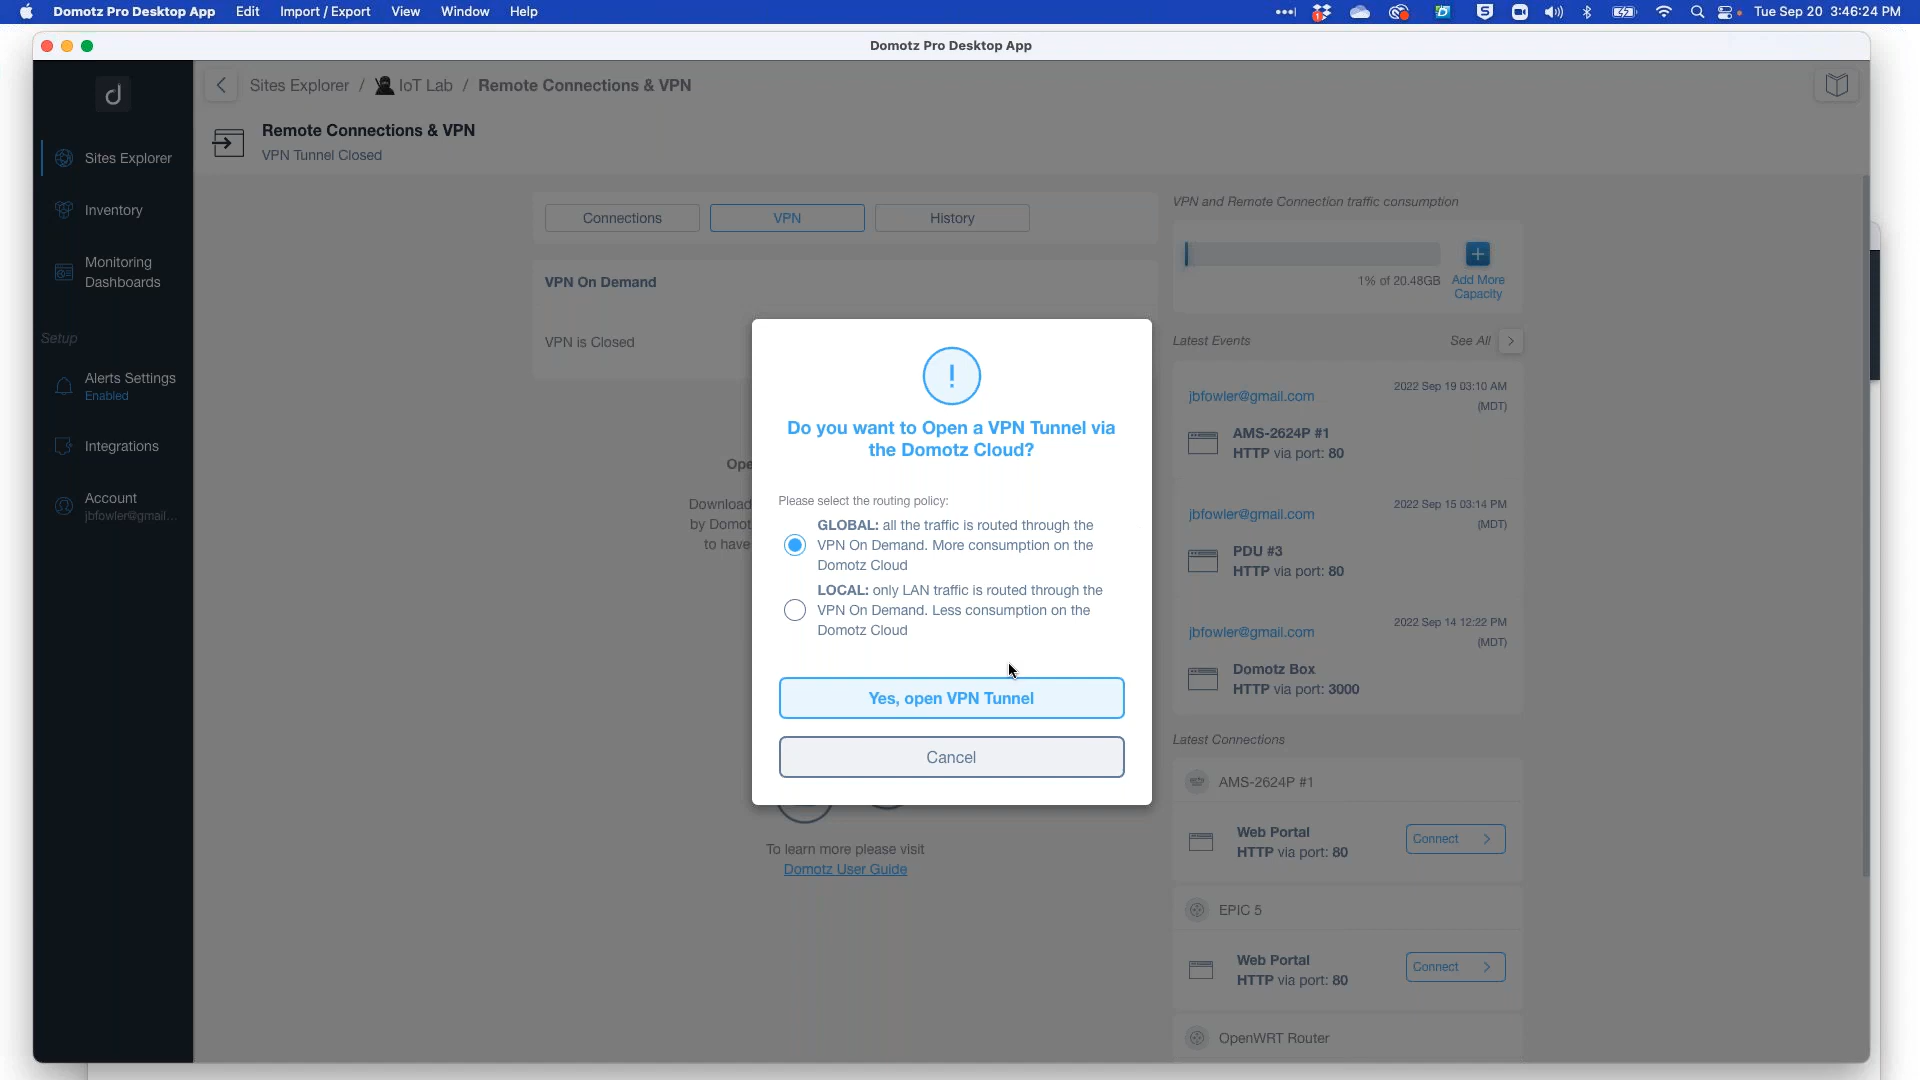 Domotz Pro Desktop App Edit Import / Export View Window Help Tue Sep 20 3:46:24 PM
Domotz Pro Desktop App
Sites Explorer / IoT Lab / Remote Connections & VPN
Remote Connections & VPN
VPN Tunnel Closed
Sites Explorer
Inventory
Monitoring
Dashboards
Setup
Alerts Settings
Enabled
Integrations
Account
jbfowler@gmail...
Connections VPN History
VPN On Demand
VPN is Closed
Ope
Download
by Domot
to have
Do you want to Open a VPN Tunnel via
the Domotz Cloud?
Please select the routing policy:
GLOBAL: all the traffic is routed through the
VPN On Demand. More consumption on the
Domotz Cloud
LOCAL: only LAN traffic is routed through the
VPN On Demand. Less consumption on the
Domotz Cloud
Yes, open VPN Tunnel
Cancel
To learn more please visit
Domotz User Guide
VPN and Remote Connection traffic consumption
1% of 20.48GB
Add More
Capacity
Latest Events See All
jbfowler@gmail.com 2022 Sep 19 03:10 AM
(MDT)
AMS-2624P #1
HTTP via port: 80
jbfowler@gmail.com 2022 Sep 15 03:14 PM
(MDT)
PDU #3
HTTP via port: 80
jbfowler@gmail.com 2022 Sep 14 12:22 PM
(MDT)
Domotz Box
HTTP via port: 3000
Latest Connections
AMS-2624P #1
Web Portal
HTTP via port: 80
Connect
EPIC 5
Web Portal
HTTP via port: 80
Connect
OpenWRT Router